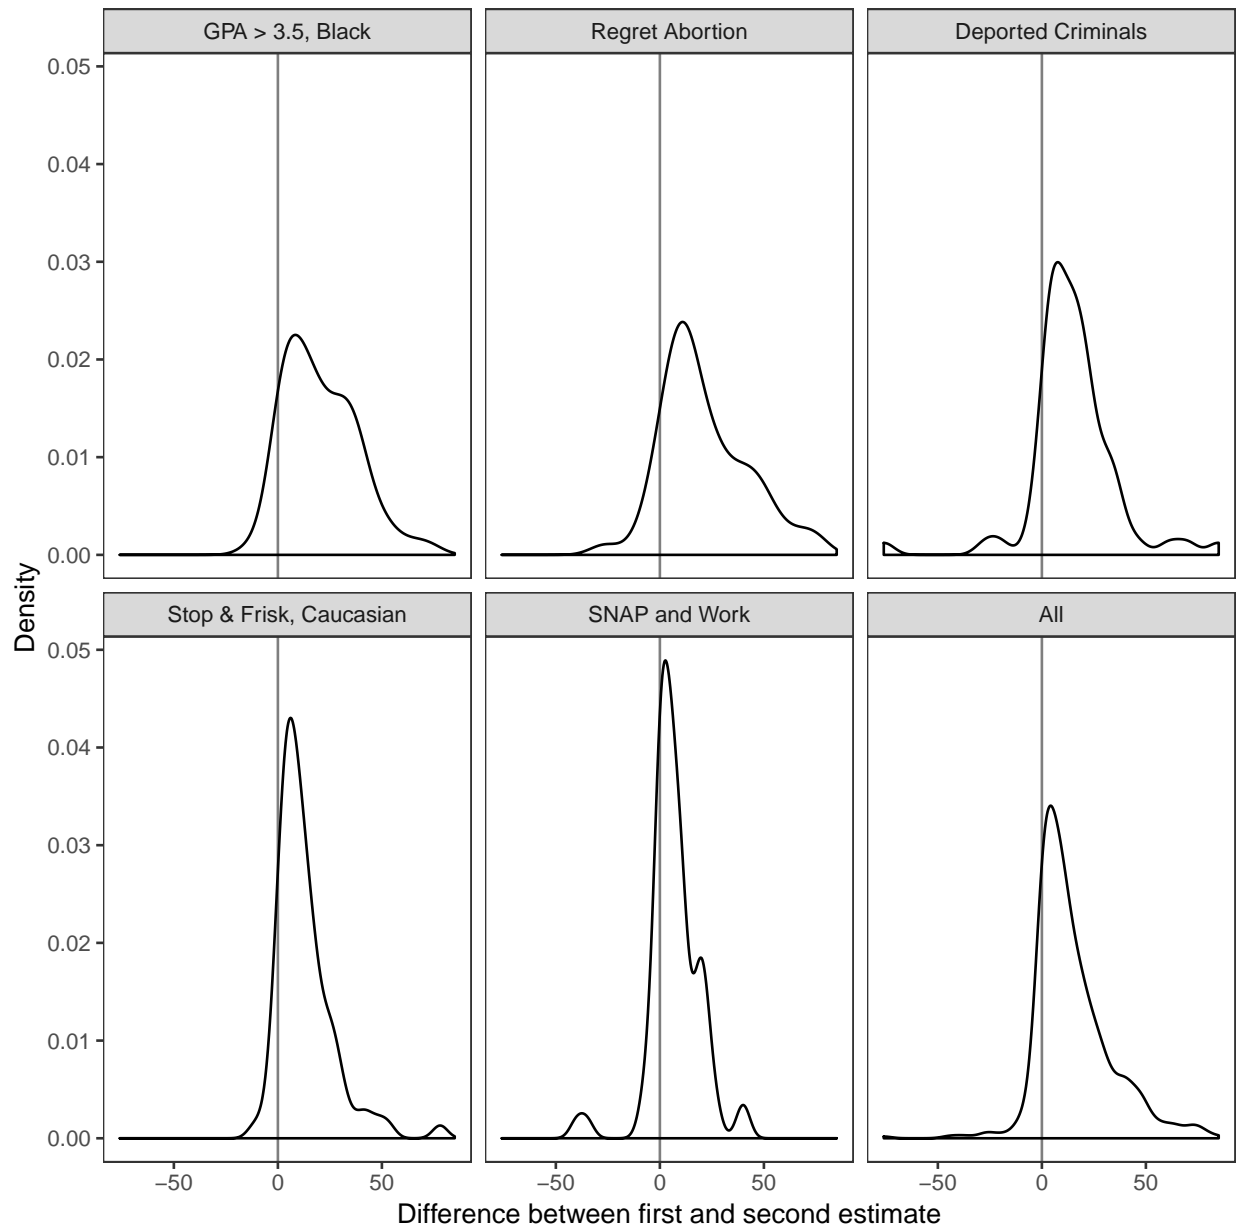 GPA > 3.5, Black
Regret Abortion
Deported Criminals
0.05
0.04
0.03
0.02
0.01
0.00
Density
Stop & Frisk, Caucasian
SNAP and Work
All
0.05
0.04
0.03
0.02
0.01
0.00
−50 0 50 −50 0 50 −50 0 50
Difference between first and second estimate